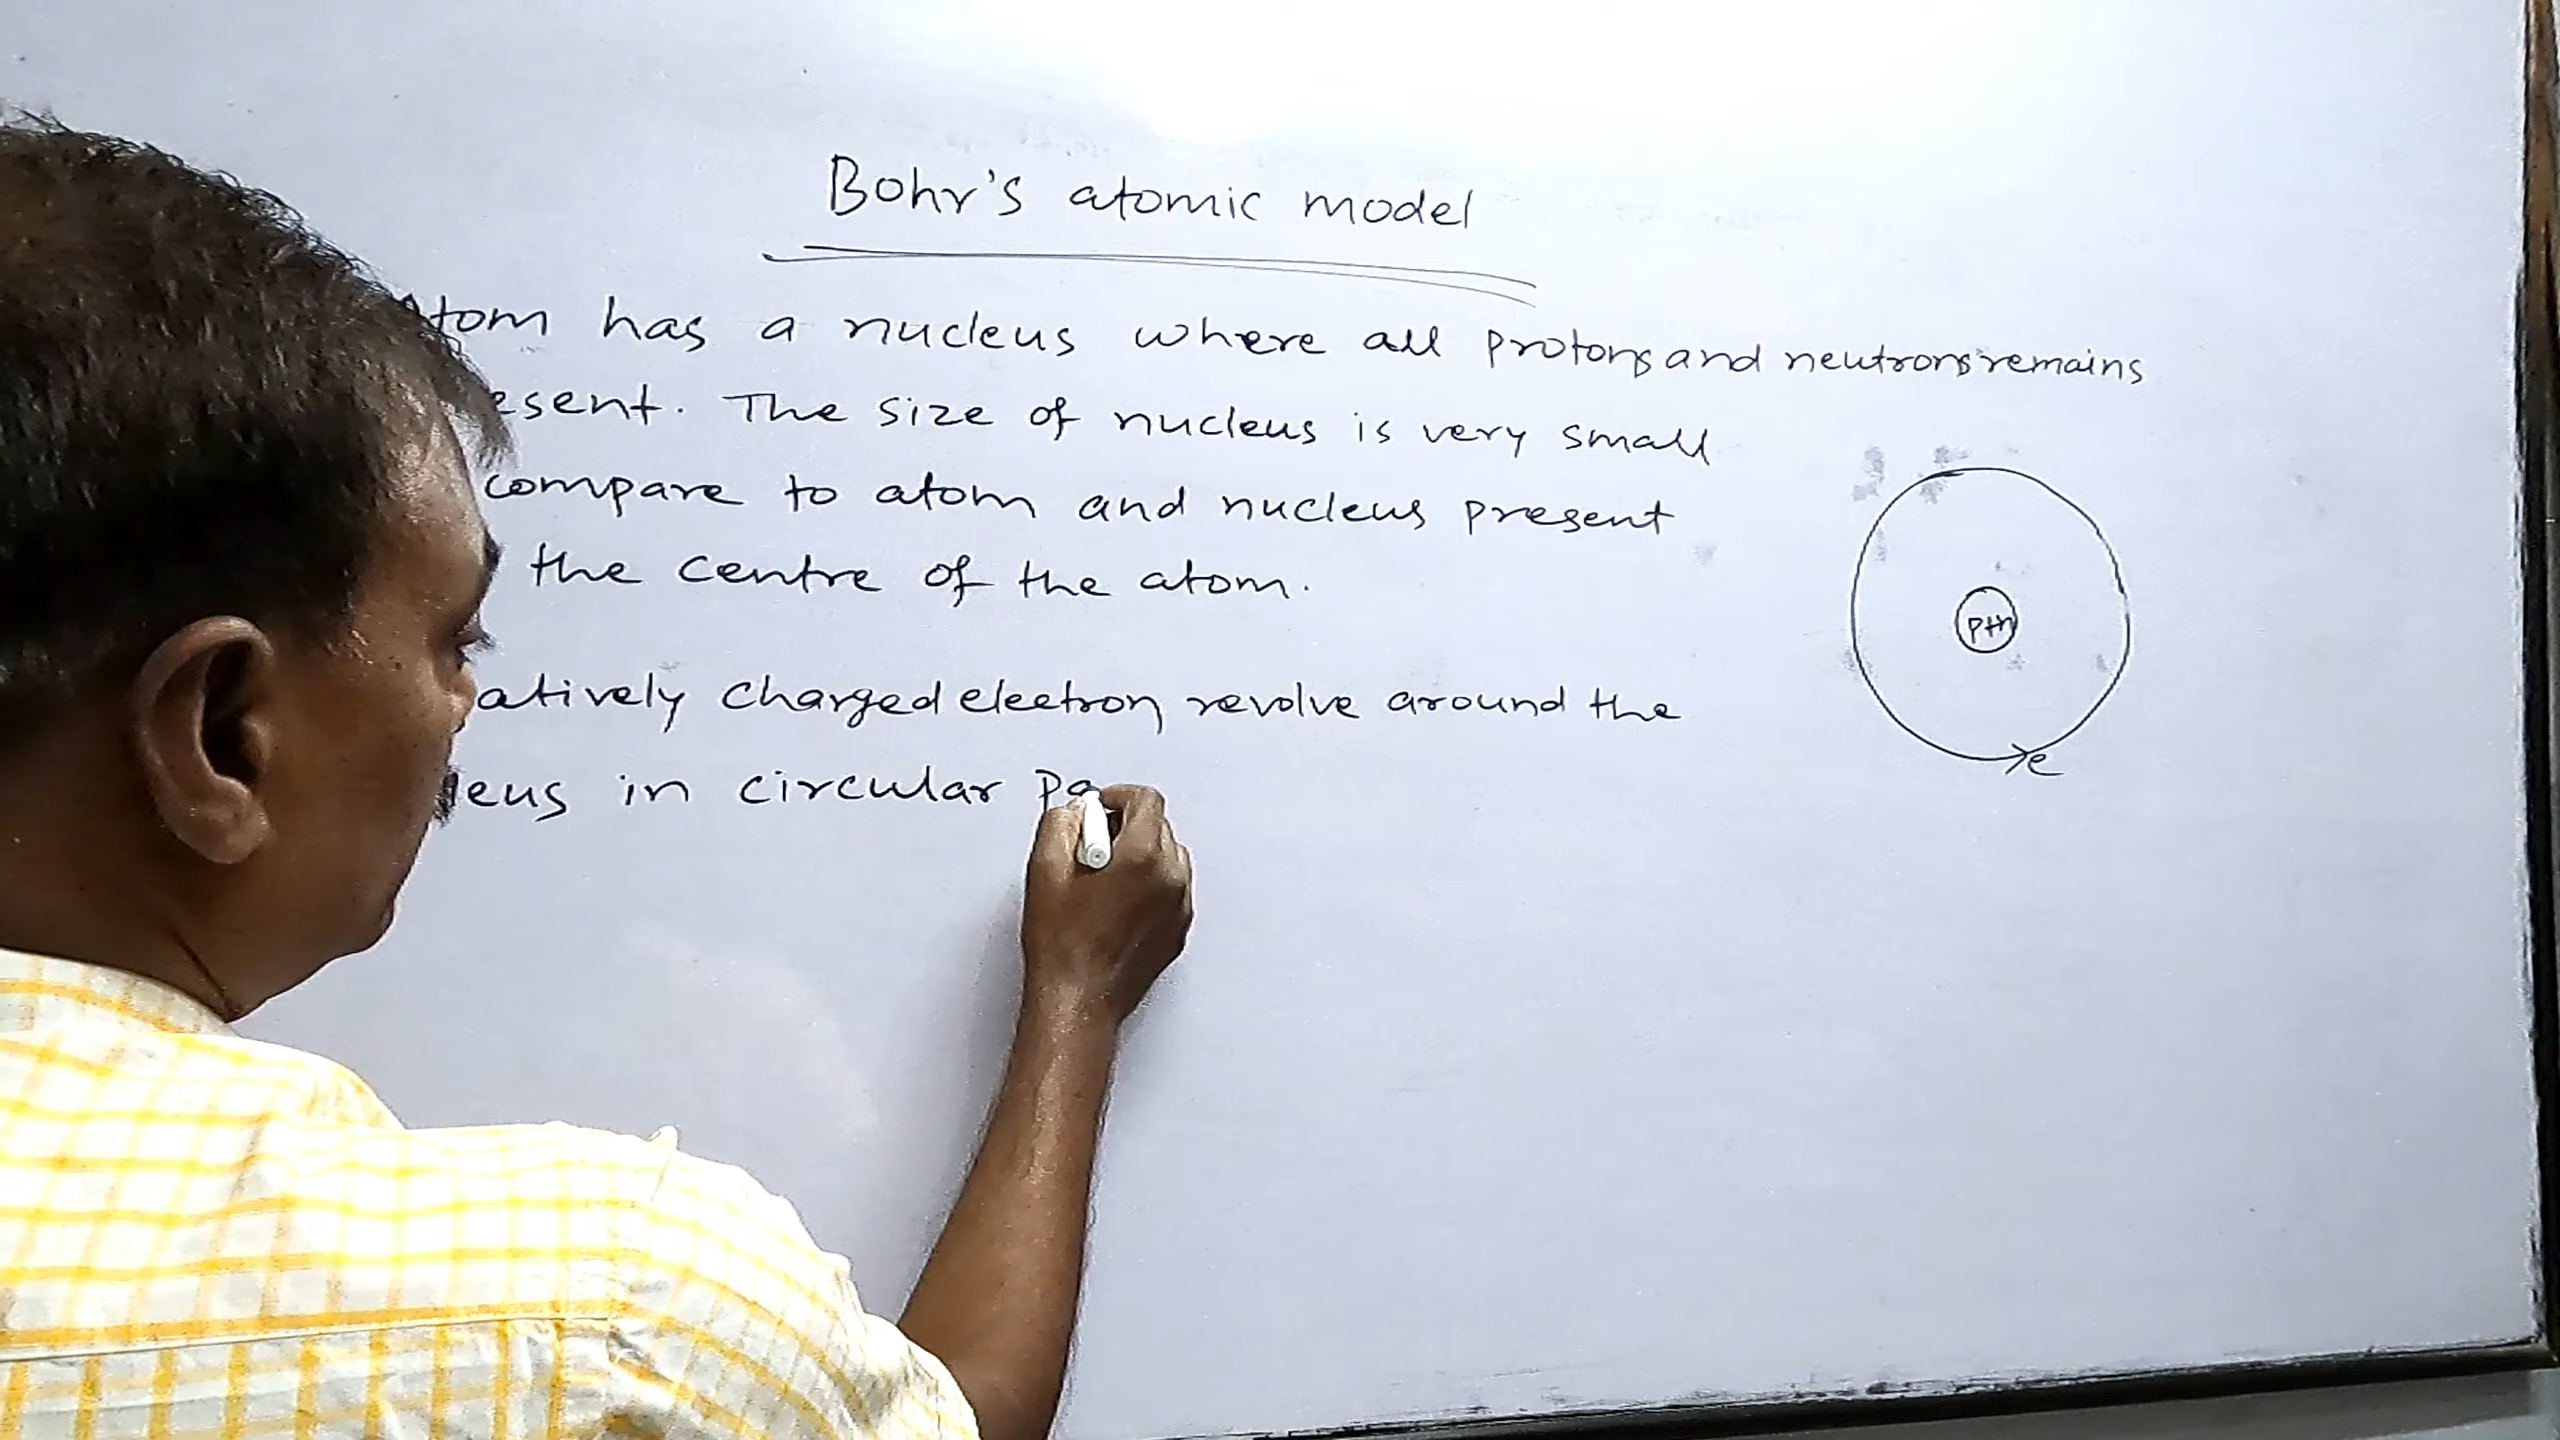 Bohr's atomic model
Atom has a nucleus where all protons and neutrons remains
esent. The size of nucleus is very small
compare to atom and nucleus present
the centre of the atom.
atively charged electron revolve around the
leus in circular pa
p+n
e